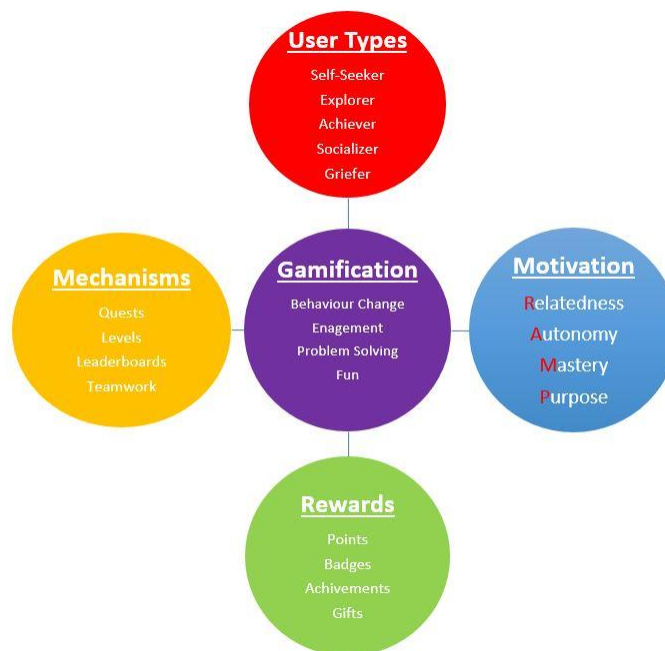 User Types
Self-Seeker
Explorer
Achiever
Socializer
Griefer
Mechanisms
Quests
Levels
Leaderboards
Teamwork
Gamification
Behaviour Change
Enagement
Problem Solving
Fun
Motivation
Relatedness
Autonomy
Mastery
Purpose
Rewards
Points
Badges
Achivements
Gifts